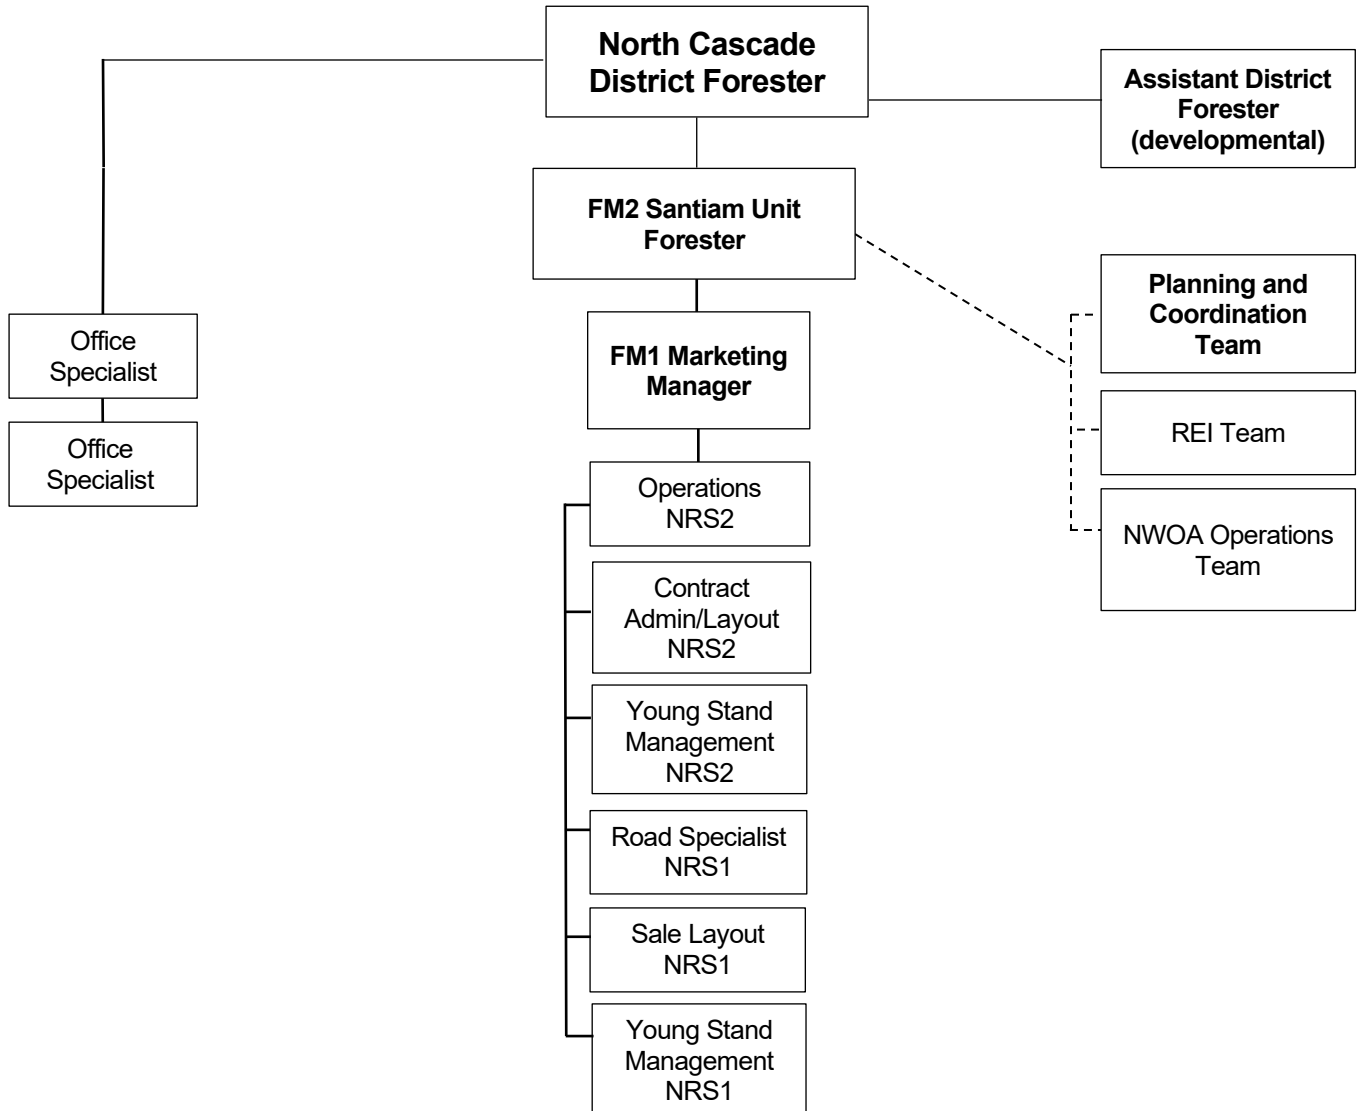 North Cascade
District Forester
Assistant District
Forester
(developmental)
FM2 Santiam Unit
Forester
Planning and
Coordination
Team
Office
Specialist
FM1 Marketing
Manager
REI Team
Office
Specialist
Operations
NRS2
NWOA Operations
Team
Contract
Admin/Layout
NRS2
Young Stand
Management
NRS2
Road Specialist
NRS1
Sale Layout
NRS1
Young Stand
Management
NRS1